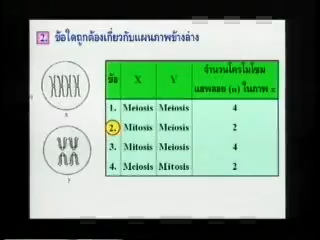 2. ข้อใดถูกต้องเกี่ยวกับแผนภาพข้างล่าง
ข้อ X Y จำนวนโครโมโซม
แฮพลอย (n) ในภาพ x
1. Meiosis Meiosis 4
2. Mitosis Meiosis 2
3. Mitosis Meiosis 4
4. Meiosis Mitosis 2